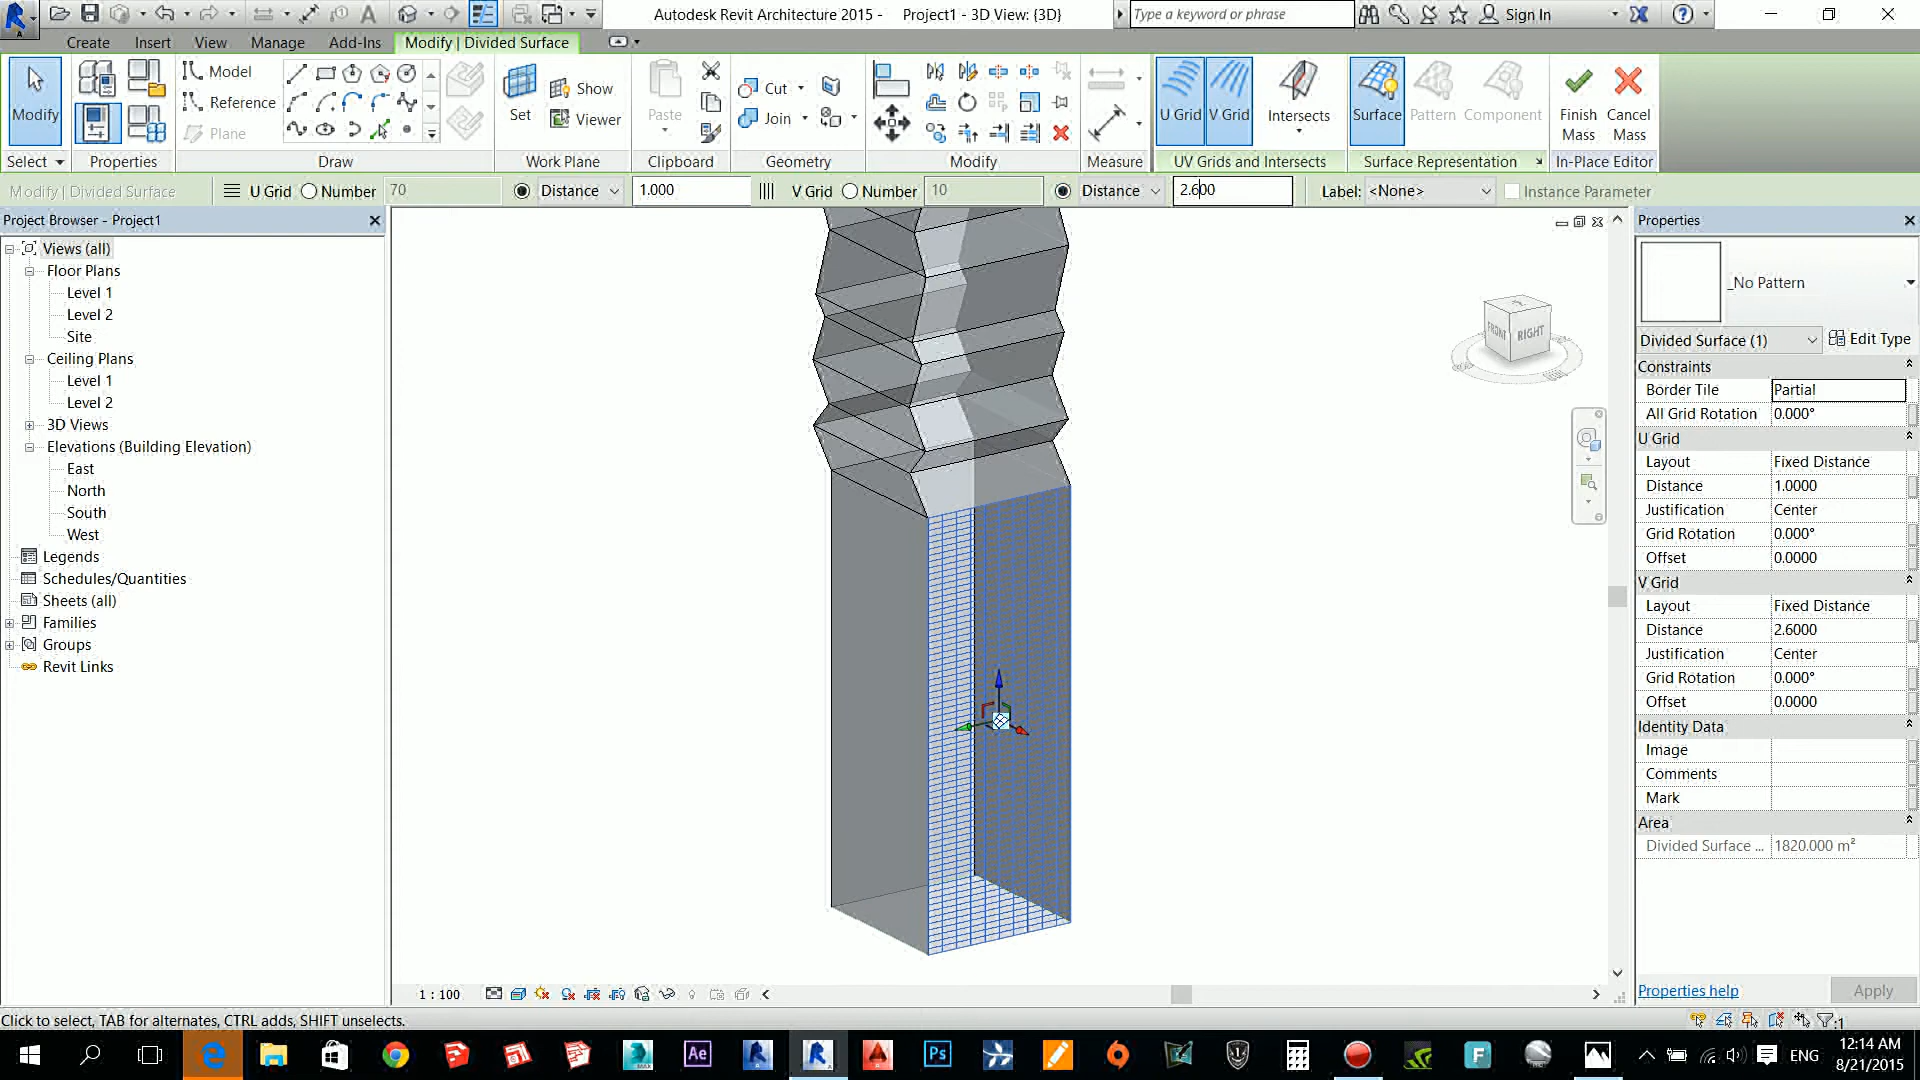 Autodesk Revit Architecture 2015 - Project1 - 3D View: {3D}
Type a keyword or phrase
Sign In
Create Insert View Manage Add-Ins Modify | Divided Surface
Model
Reference
Plane
Show
Viewer
Cut
Join
Modify
Set
Paste
U Grid V Grid Intersects
Surface Pattern Component
Finish Mass
Cancel Mass
Select Properties Draw Work Plane Clipboard Geometry Modify Measure UV Grids and Intersects Surface Representation In-Place Editor
Modify | Divided Surface U Grid Number 70 Distance 1.000 V Grid Number 10 Distance 2.600 Label: <None> Instance Parameter
Project Browser - Project1
Views (all)
Floor Plans
Level 1
Level 2
Site
Ceiling Plans
Level 1
Level 2
3D Views
Elevations (Building Elevation)
East
North
South
West
Legends
Schedules/Quantities
Sheets (all)
Families
Groups
Revit Links
FRONT RIGHT
Properties
_No Pattern
Divided Surface (1) Edit Type
Constraints
Border Tile Partial
All Grid Rotation 0.000°
U Grid
Layout Fixed Distance
Distance 1.0000
Justification Center
Grid Rotation 0.000°
Offset 0.0000
V Grid
Layout Fixed Distance
Distance 2.6000
Justification Center
Grid Rotation 0.000°
Offset 0.0000
Identity Data
Image
Comments
Mark
Area
Divided Surface ... 1820.000 m²
Properties help Apply
1 : 100
Click to select, TAB for alternates, CTRL adds, SHIFT unselects.
:1
Ae
Ps
F
ENG
12:14 AM
8/21/2015